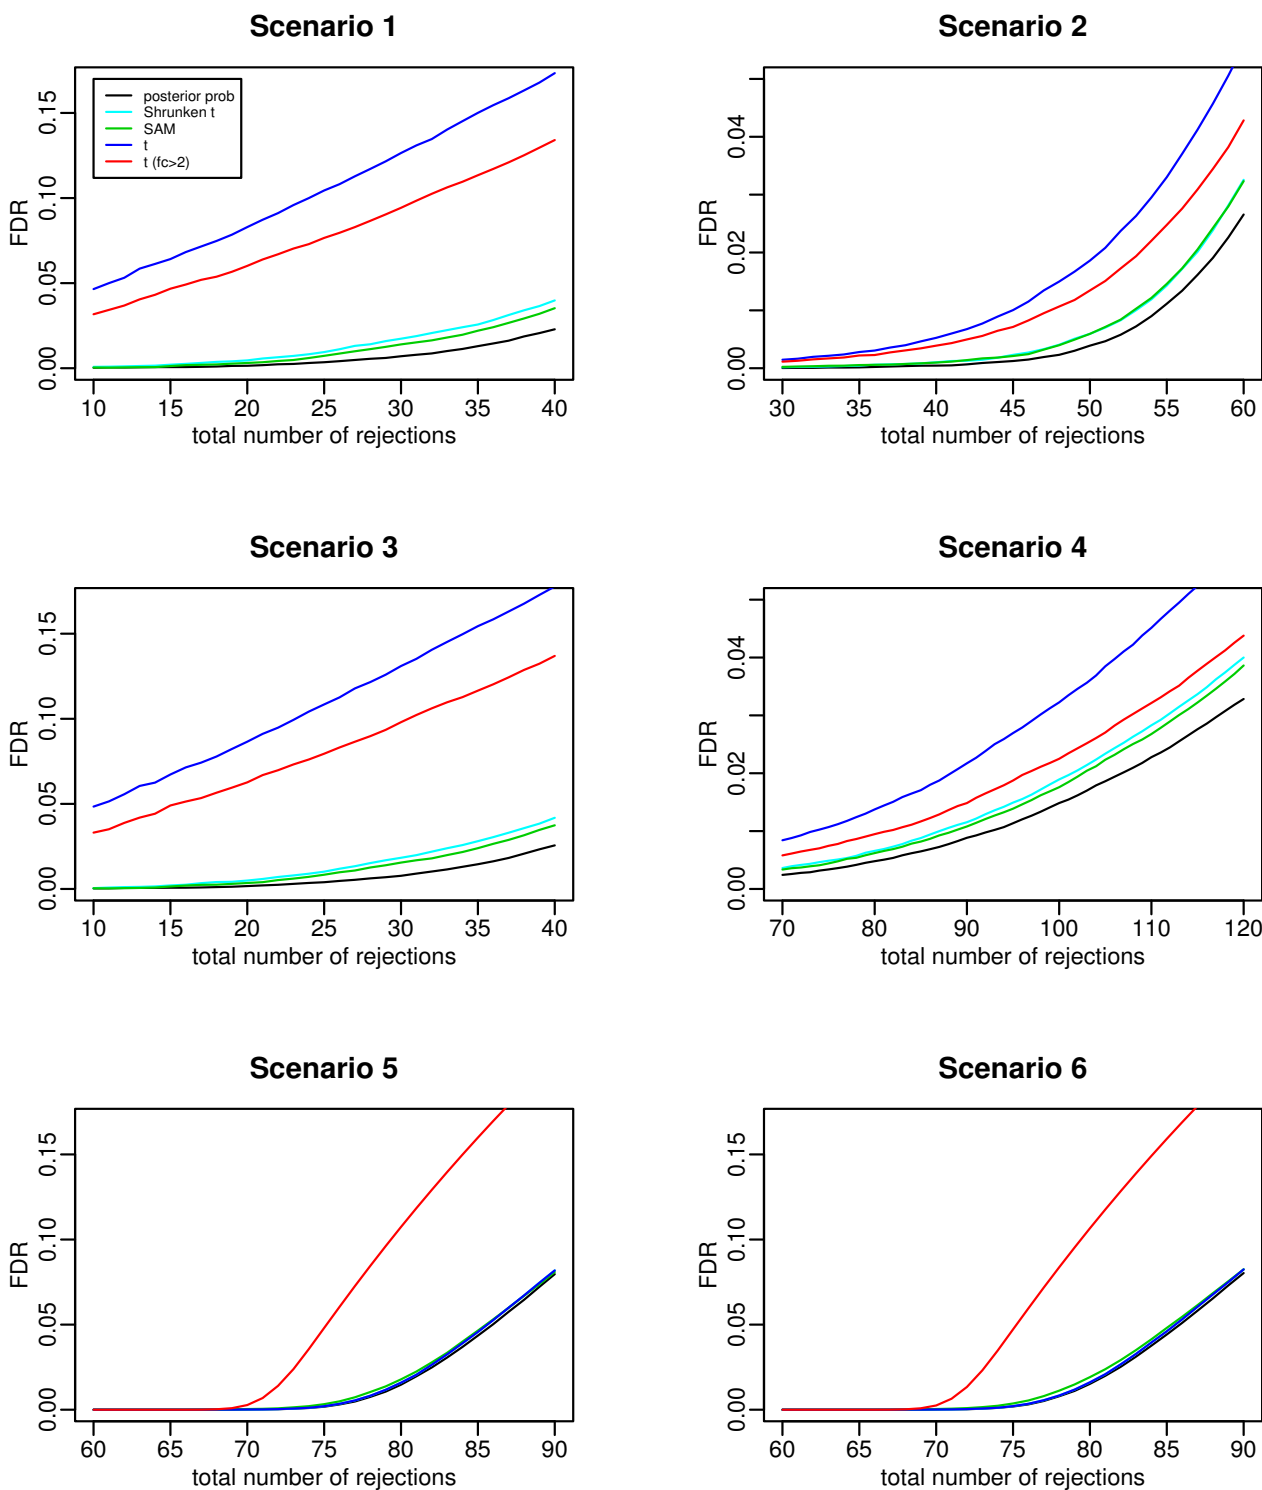 Scenario 1
posterior prob
Shrunken t
SAM
t
t (fc>2)
FDR
0.00 0.05 0.10 0.15
10 15 20 25 30 35 40
total number of rejections
Scenario 2
FDR
0.00 0.02 0.04
30 35 40 45 50 55 60
total number of rejections
Scenario 3
FDR
0.00 0.05 0.10 0.15
10 15 20 25 30 35 40
total number of rejections
Scenario 4
FDR
0.00 0.02 0.04
70 80 90 100 110 120
total number of rejections
Scenario 5
FDR
0.00 0.05 0.10 0.15
60 65 70 75 80 85 90
total number of rejections
Scenario 6
FDR
0.00 0.05 0.10 0.15
60 65 70 75 80 85 90
total number of rejections